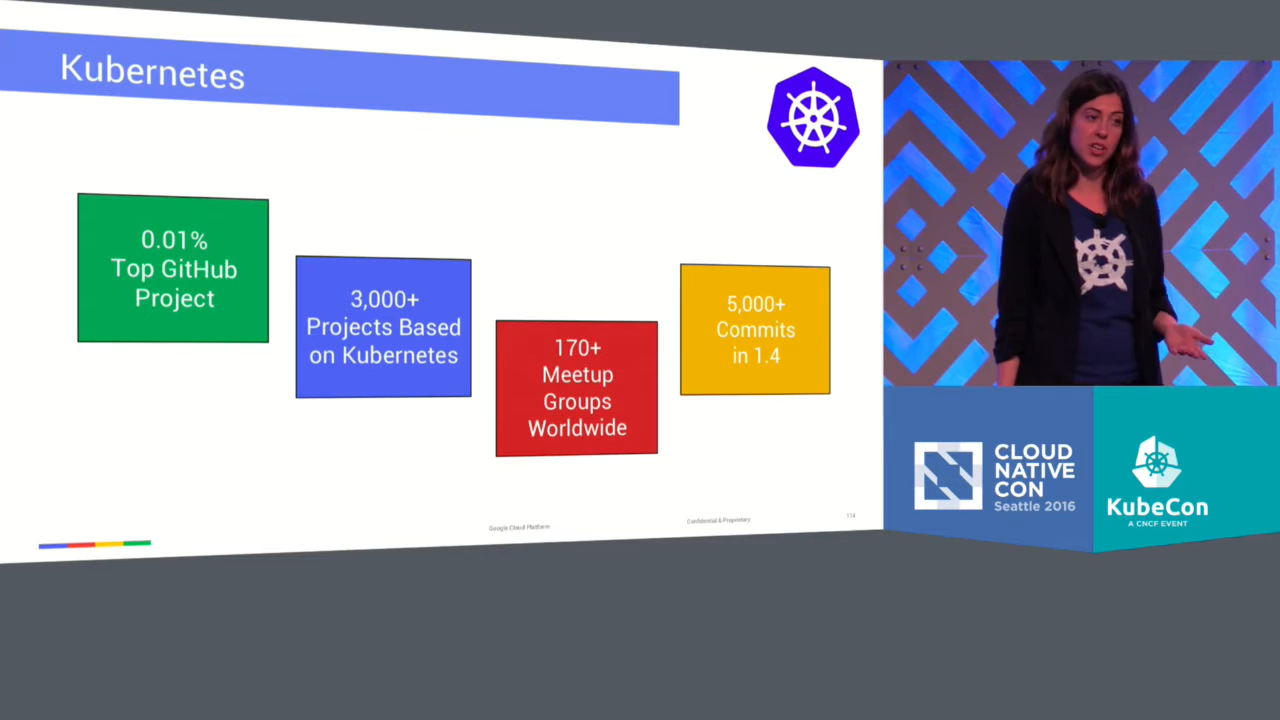 Kubernetes
0.01%
Top GitHub
Project
3,000+
Projects Based
on Kubernetes
170+
Meetup
Groups
Worldwide
5,000+
Commits
in 1.4
Google Cloud Platform
Confidential & Proprietary
114
CLOUD
NATIVE
CON
Seattle 2016
KubeCon
A CNCF EVENT